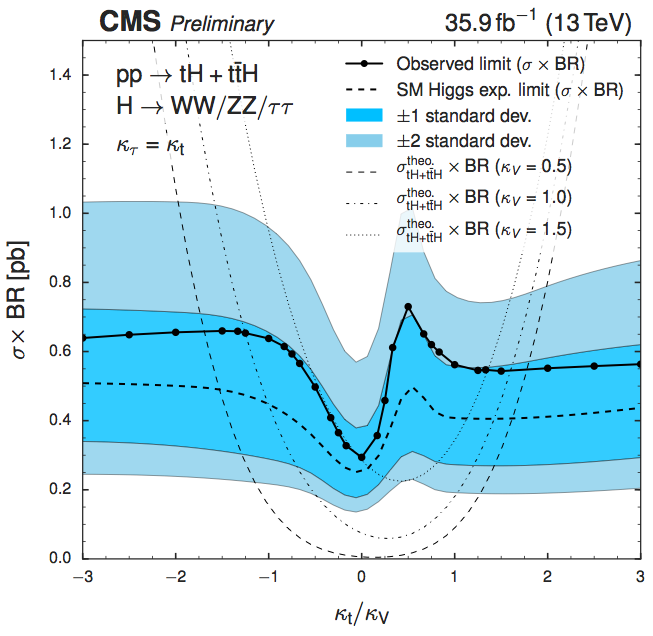 CMS Preliminary 35.9 fb⁻¹ (13 TeV)
pp → tH + tt̄H
H → WW/ZZ/ττ
κτ = κt
Observed limit (σ × BR)
SM Higgs exp. limit (σ × BR)
±1 standard dev.
±2 standard dev.
σ^theo._tH+tt̄H × BR (κV = 0.5)
σ^theo._tH+tt̄H × BR (κV = 1.0)
σ^theo._tH+tt̄H × BR (κV = 1.5)
σ× BR [pb]
1.4
1.2
1.0
0.8
0.6
0.4
0.2
0.0
−3 −2 −1 0 1 2 3
κt/κV